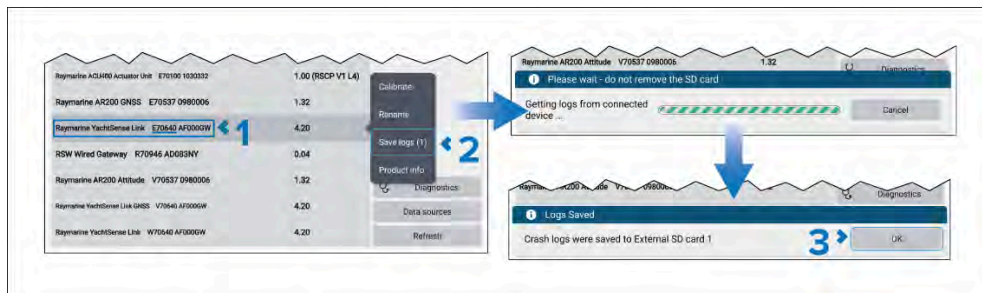 Raymarine ACU400 Actuator Unit E70100 1030332 1.00 (RSCP V1 L4)
Raymarine AR200 GNSS E70537 0980006 1.32
Raymarine YachtSense Link E70640 AF000GW 4.20
RSW Wired Gateway R70946 AD083NY 0.04
Raymarine AR200 Attitude V70537 0980006 1.32
Raymarine YachtSense Link GNSS V70640 AF000GW 4.20
Raymarine YachtSense Link W70640 AF000GW 4.20
Calibrate
Rename
Save logs (1)
Product info
Diagnostics
Data sources
Refresh
1
2
Raymarine AR200 Attitude V70537 0980006 1.32
Diagnostics
Please wait - do not remove the SD card
Getting logs from connected
device ...
Cancel
Diagnostics
Logs Saved
Crash logs were saved to External SD card 1
3
OK